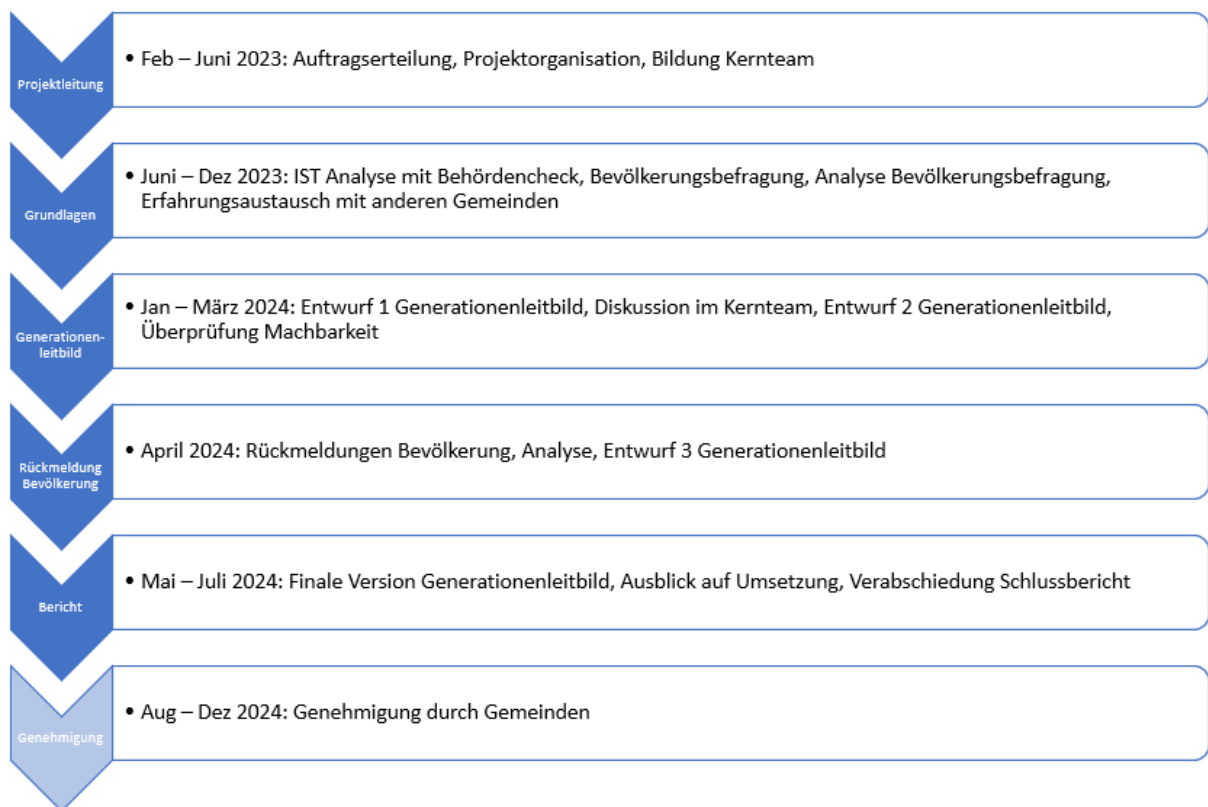 Projektleitung
• Feb – Juni 2023: Auftragserteilung, Projektorganisation, Bildung Kernteam
Grundlagen
• Juni – Dez 2023: IST Analyse mit Behördencheck, Bevölkerungsbefragung, Analyse Bevölkerungsbefragung,
Erfahrungsaustausch mit anderen Gemeinden
Generationen-
leitbild
• Jan – März 2024: Entwurf 1 Generationenleitbild, Diskussion im Kernteam, Entwurf 2 Generationenleitbild,
Überprüfung Machbarkeit
Rückmeldung
Bevölkerung
• April 2024: Rückmeldungen Bevölkerung, Analyse, Entwurf 3 Generationenleitbild
Bericht
• Mai – Juli 2024: Finale Version Generationenleitbild, Ausblick auf Umsetzung, Verabschiedung Schlussbericht
Genehmigung
• Aug – Dez 2024: Genehmigung durch Gemeinden